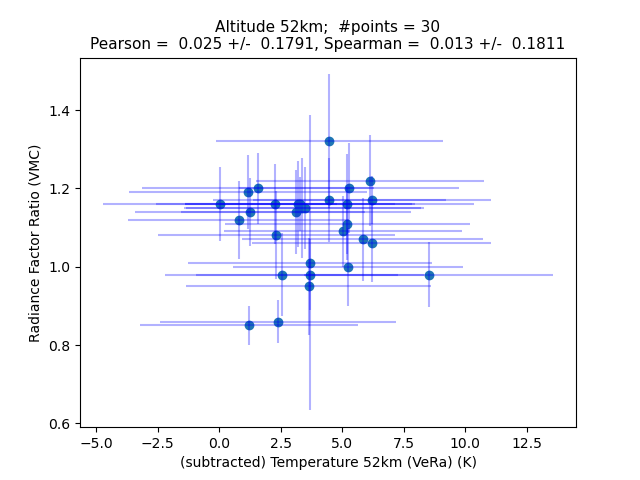 Altitude 52km;  #points = 30
Pearson =  0.025 +/-  0.1791, Spearman =  0.013 +/-  0.1811
Radiance Factor Ratio (VMC)
1.4
1.2
1.0
0.8
0.6
−5.0 −2.5 0.0 2.5 5.0 7.5 10.0 12.5
(subtracted) Temperature 52km (VeRa) (K)